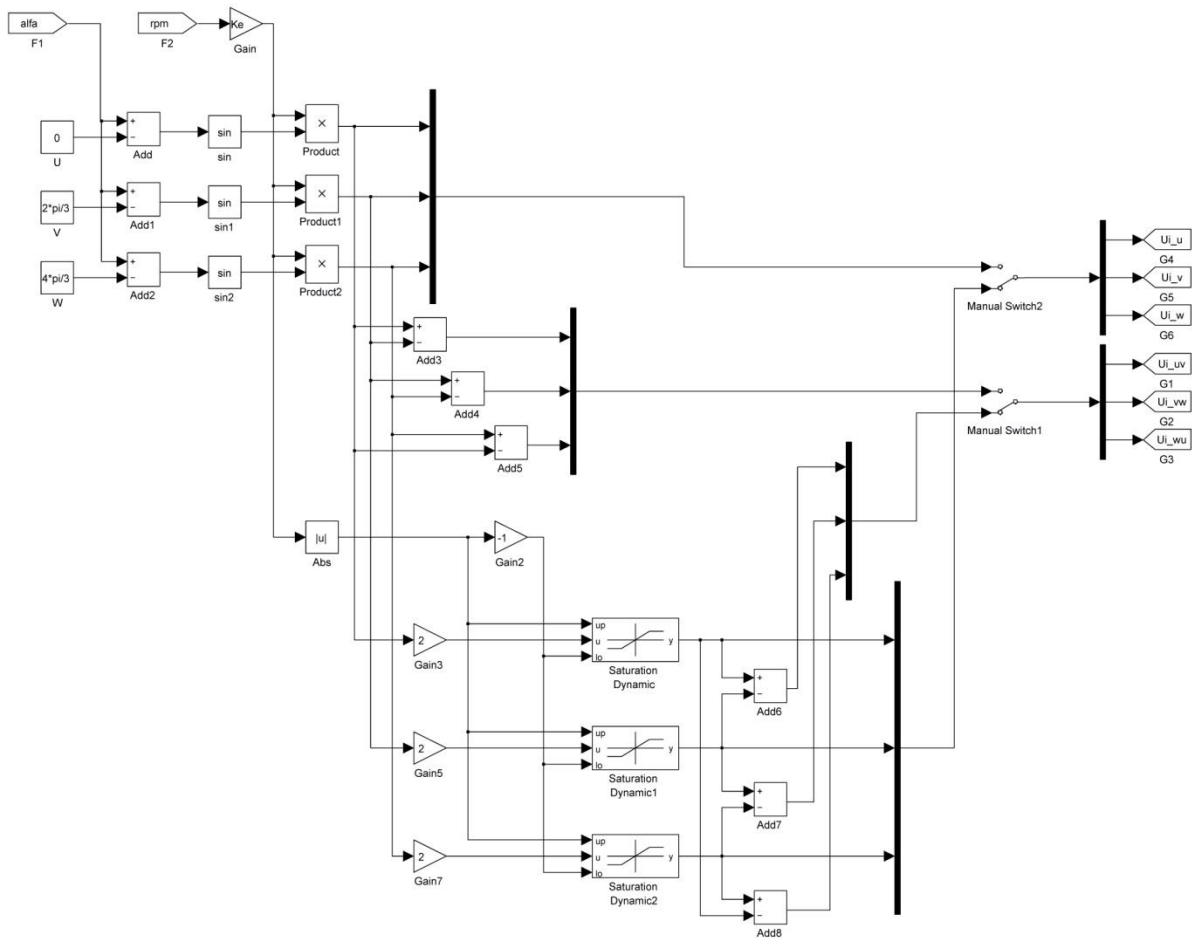 alfa
F1
rpm
F2
Ke
Gain
0
U
+
−
Add
sin
sin
×
Product
2*pi/3
V
+
−
Add1
sin
sin1
×
Product1
4*pi/3
W
+
−
Add2
sin
sin2
×
Product2
Manual Switch2
Ui_u
G4
Ui_v
G5
Ui_w
G6
+
−
Add3
+
−
Add4
+
−
Add5
Manual Switch1
Ui_uv
G1
Ui_vw
G2
Ui_wu
G3
|u|
Abs
-1
Gain2
2
Gain3
up
u
lo
y
Saturation
Dynamic
+
−
Add6
2
Gain5
up
u
lo
y
Saturation
Dynamic1
+
−
Add7
2
Gain7
up
u
lo
y
Saturation
Dynamic2
+
−
Add8